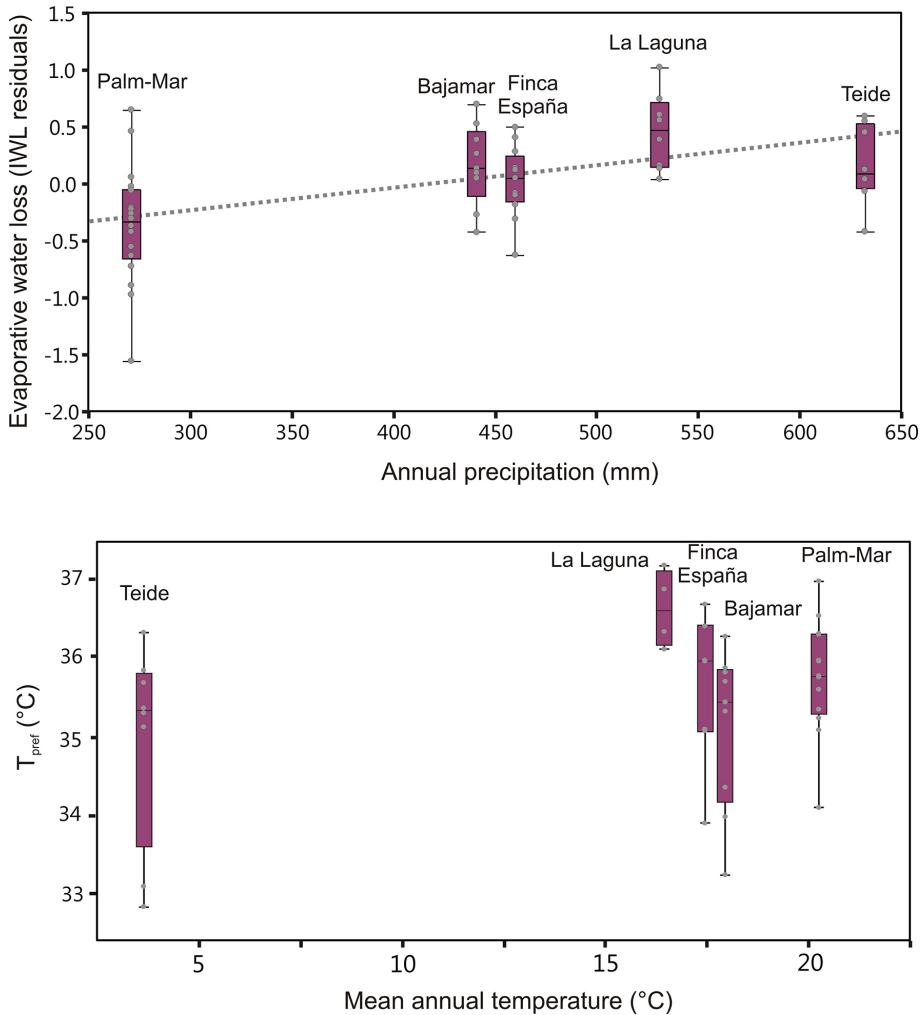 Evaporative water loss (IWL residuals)
1.5
1.0
0.5
0.0
-0.5
-1.0
-1.5
-2.0
Palm-Mar
Bajamar
Finca
España
La Laguna
Teide
250
300
350
400
450
500
550
600
650
Annual precipitation (mm)
Tpref (°C)
37
36
35
34
33
Teide
La Laguna
Finca
España
Bajamar
Palm-Mar
5
10
15
20
Mean annual temperature (°C)